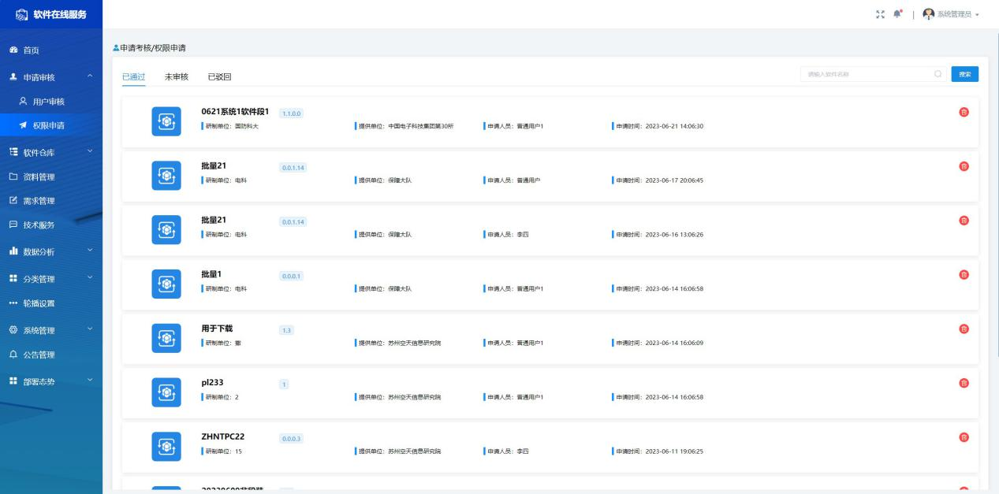 软件在线服务
系统管理员
首页
申请审核
用户审核
权限申请
软件仓库
资料管理
需求管理
技术服务
数据分析
分类管理
轮播设置
系统管理
公告管理
部署态势
申请考核/权限申请
已通过 未审核 已驳回
请输入软件名称 搜索
0621系统1软件段1 1.1.0.0
研制单位：国防科大 提供单位：中国电子科技集团第30所 申请人员：普通用户1 申请时间：2023-06-21 14:06:30
批量21 0.0.1.14
研制单位：电科 提供单位：保障大队 申请人员：普通用户 申请时间：2023-06-17 20:06:45
批量21 0.0.1.14
研制单位：电科 提供单位：保障大队 申请人员：李四 申请时间：2023-06-16 13:06:26
批量1 0.0.0.1
研制单位：电科 提供单位：保障大队 申请人员：普通用户1 申请时间：2023-06-14 16:06:58
用于下载 1.3
研制单位：撒 提供单位：苏州空天信息研究院 申请人员：普通用户1 申请时间：2023-06-14 16:06:09
pl233 1
研制单位：2 提供单位：苏州空天信息研究院 申请人员：普通用户1 申请时间：2023-06-14 16:06:58
ZHNTPC22 0.0.0.3
研制单位：15 提供单位：苏州空天信息研究院 申请人员：李四 申请时间：2023-06-11 19:06:25